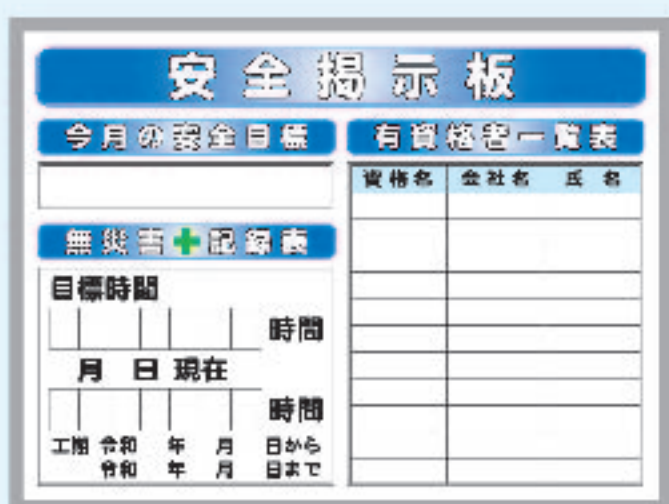 安全掲示板
今月の安全目標
無災害記録表
目標時間
時間
月 日 現在
時間
工期 令和 年 月 日から
令和 年 月 日まで
有資格者一覧表
資格名 会社名 氏 名